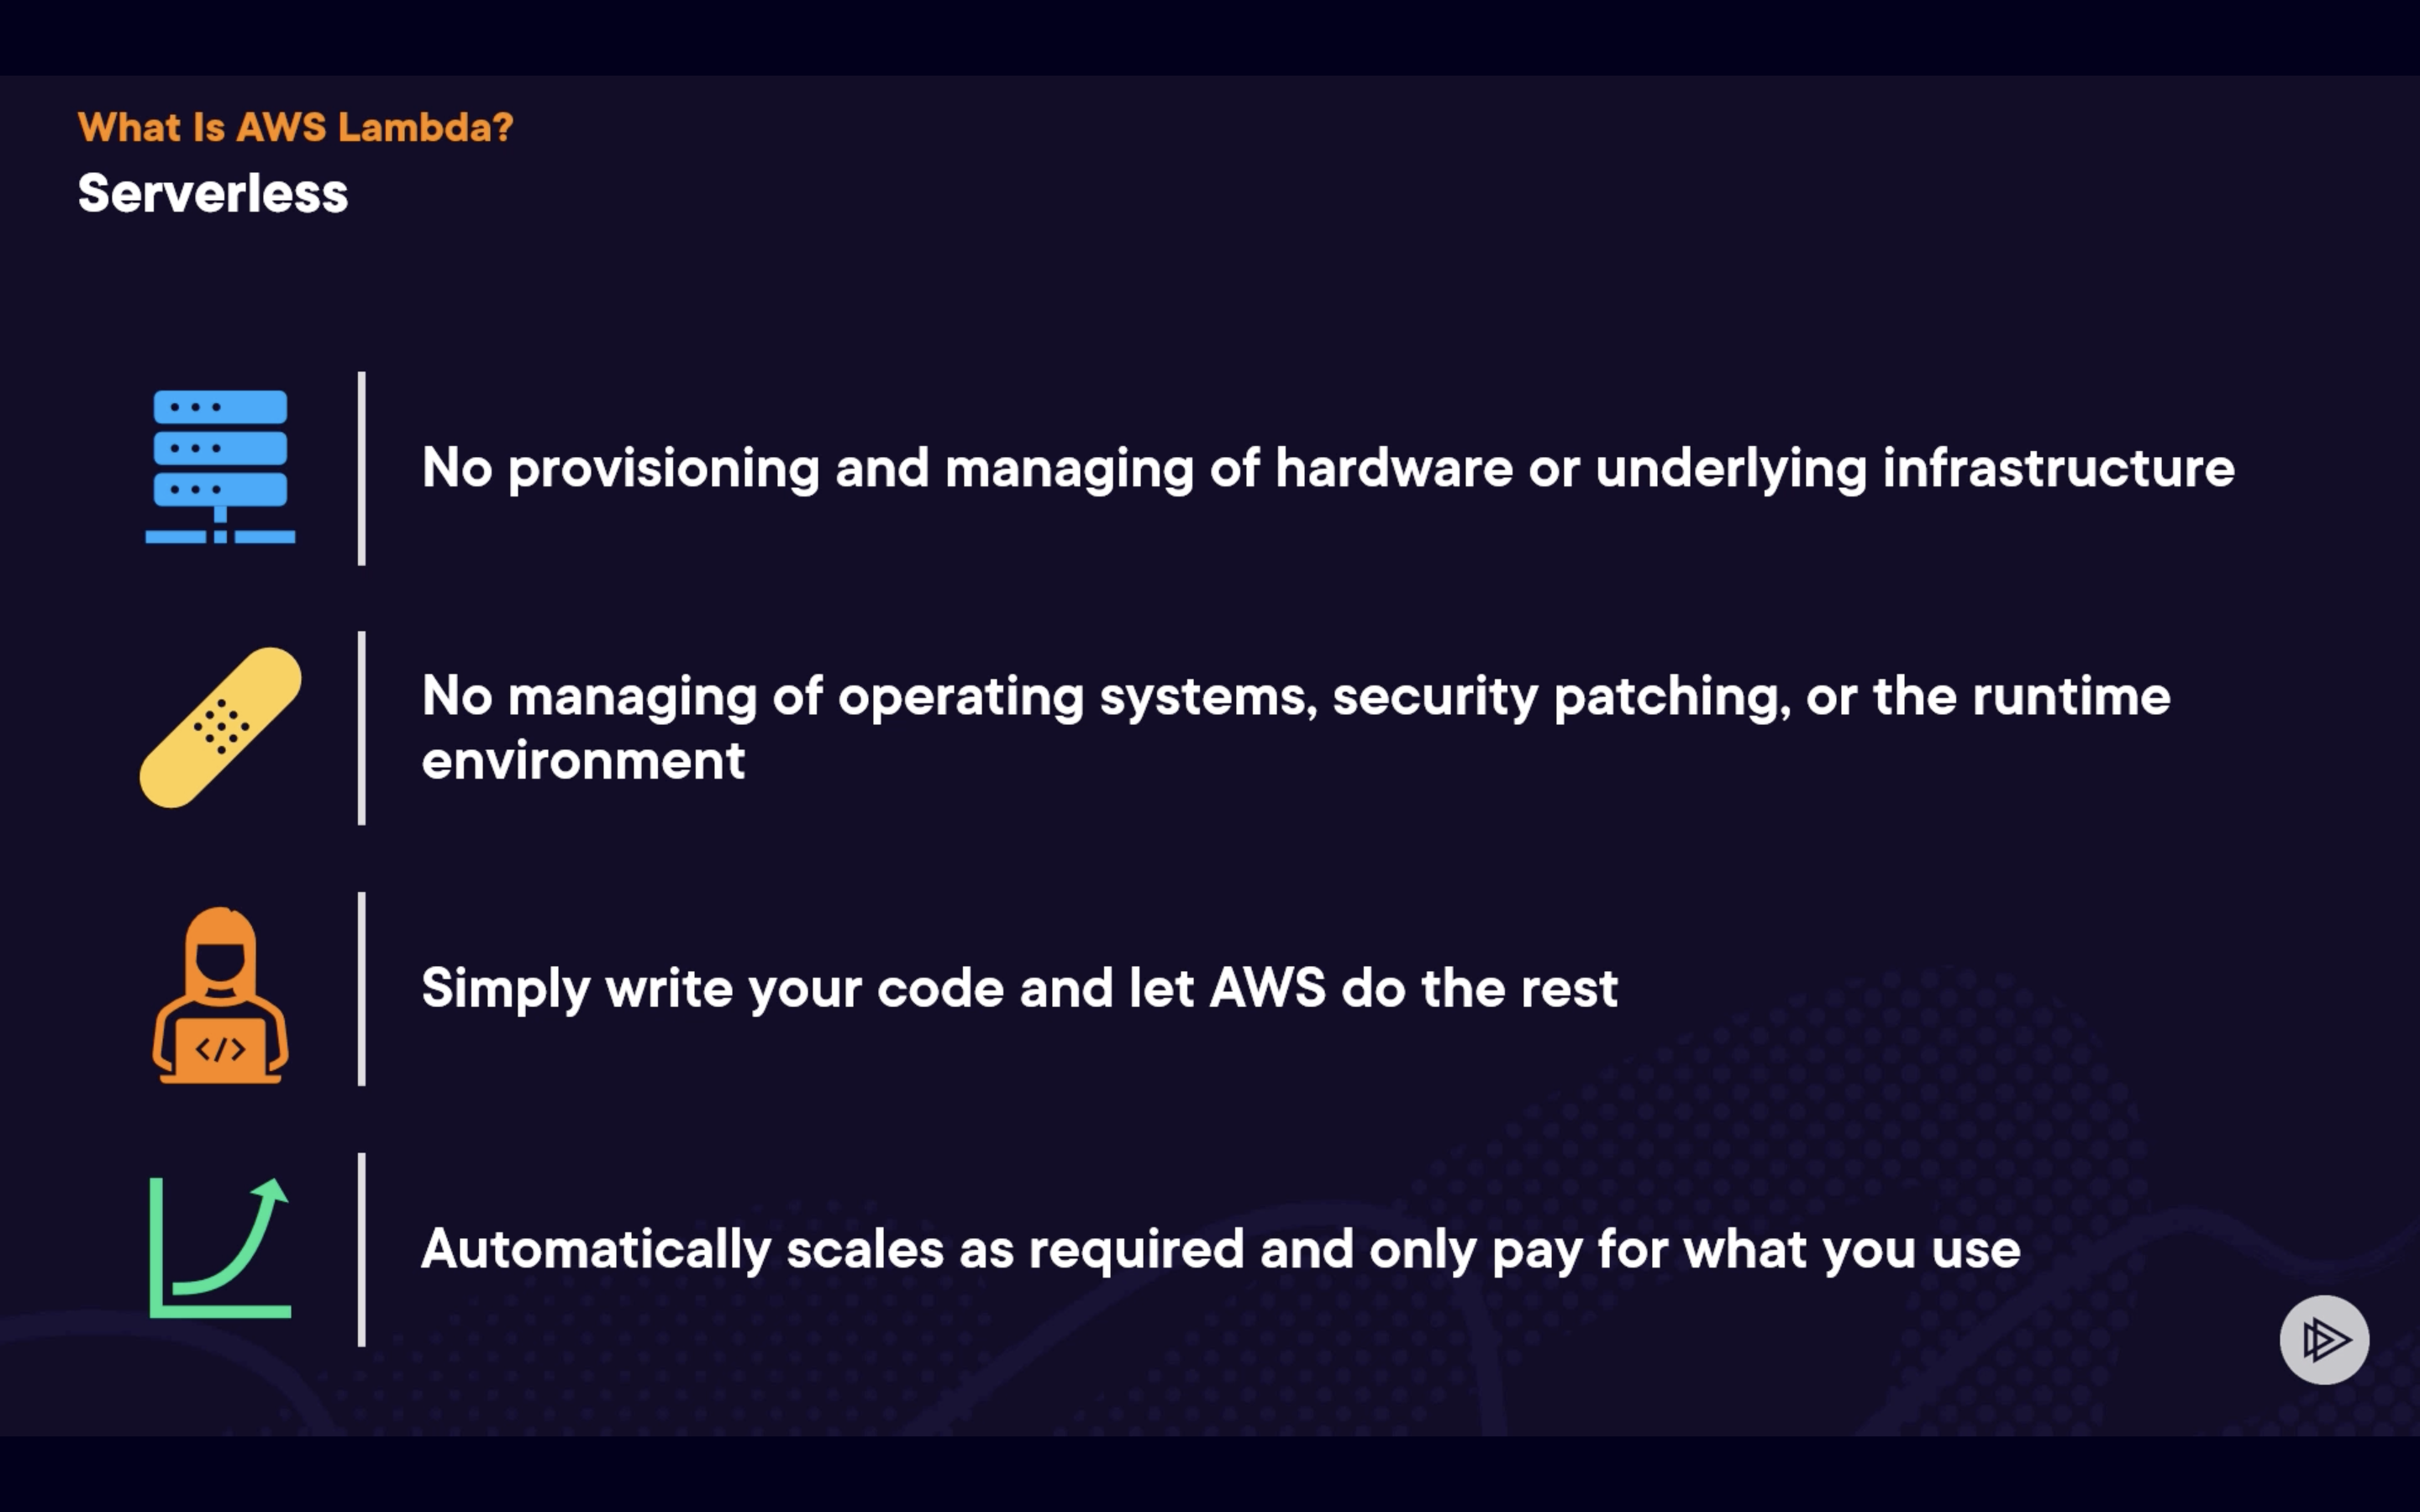 What Is AWS Lambda?
Serverless
No provisioning and managing of hardware or underlying infrastructure
No managing of operating systems, security patching, or the runtime
environment
</>
Simply write your code and let AWS do the rest
Automatically scales as required and only pay for what you use